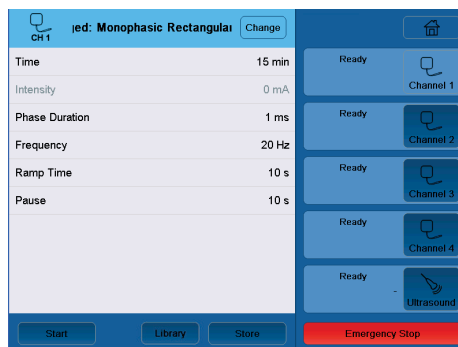 CH 1
ged: Monophasic Rectangular
Change
Time 15 min
Intensity 0 mA
Phase Duration 1 ms
Frequency 20 Hz
Ramp Time 10 s
Pause 10 s
Start
Library
Store
Ready
Channel 1
Ready
Channel 2
Ready
Channel 3
Ready
Channel 4
Ready
-
Ultrasound
Emergency Stop